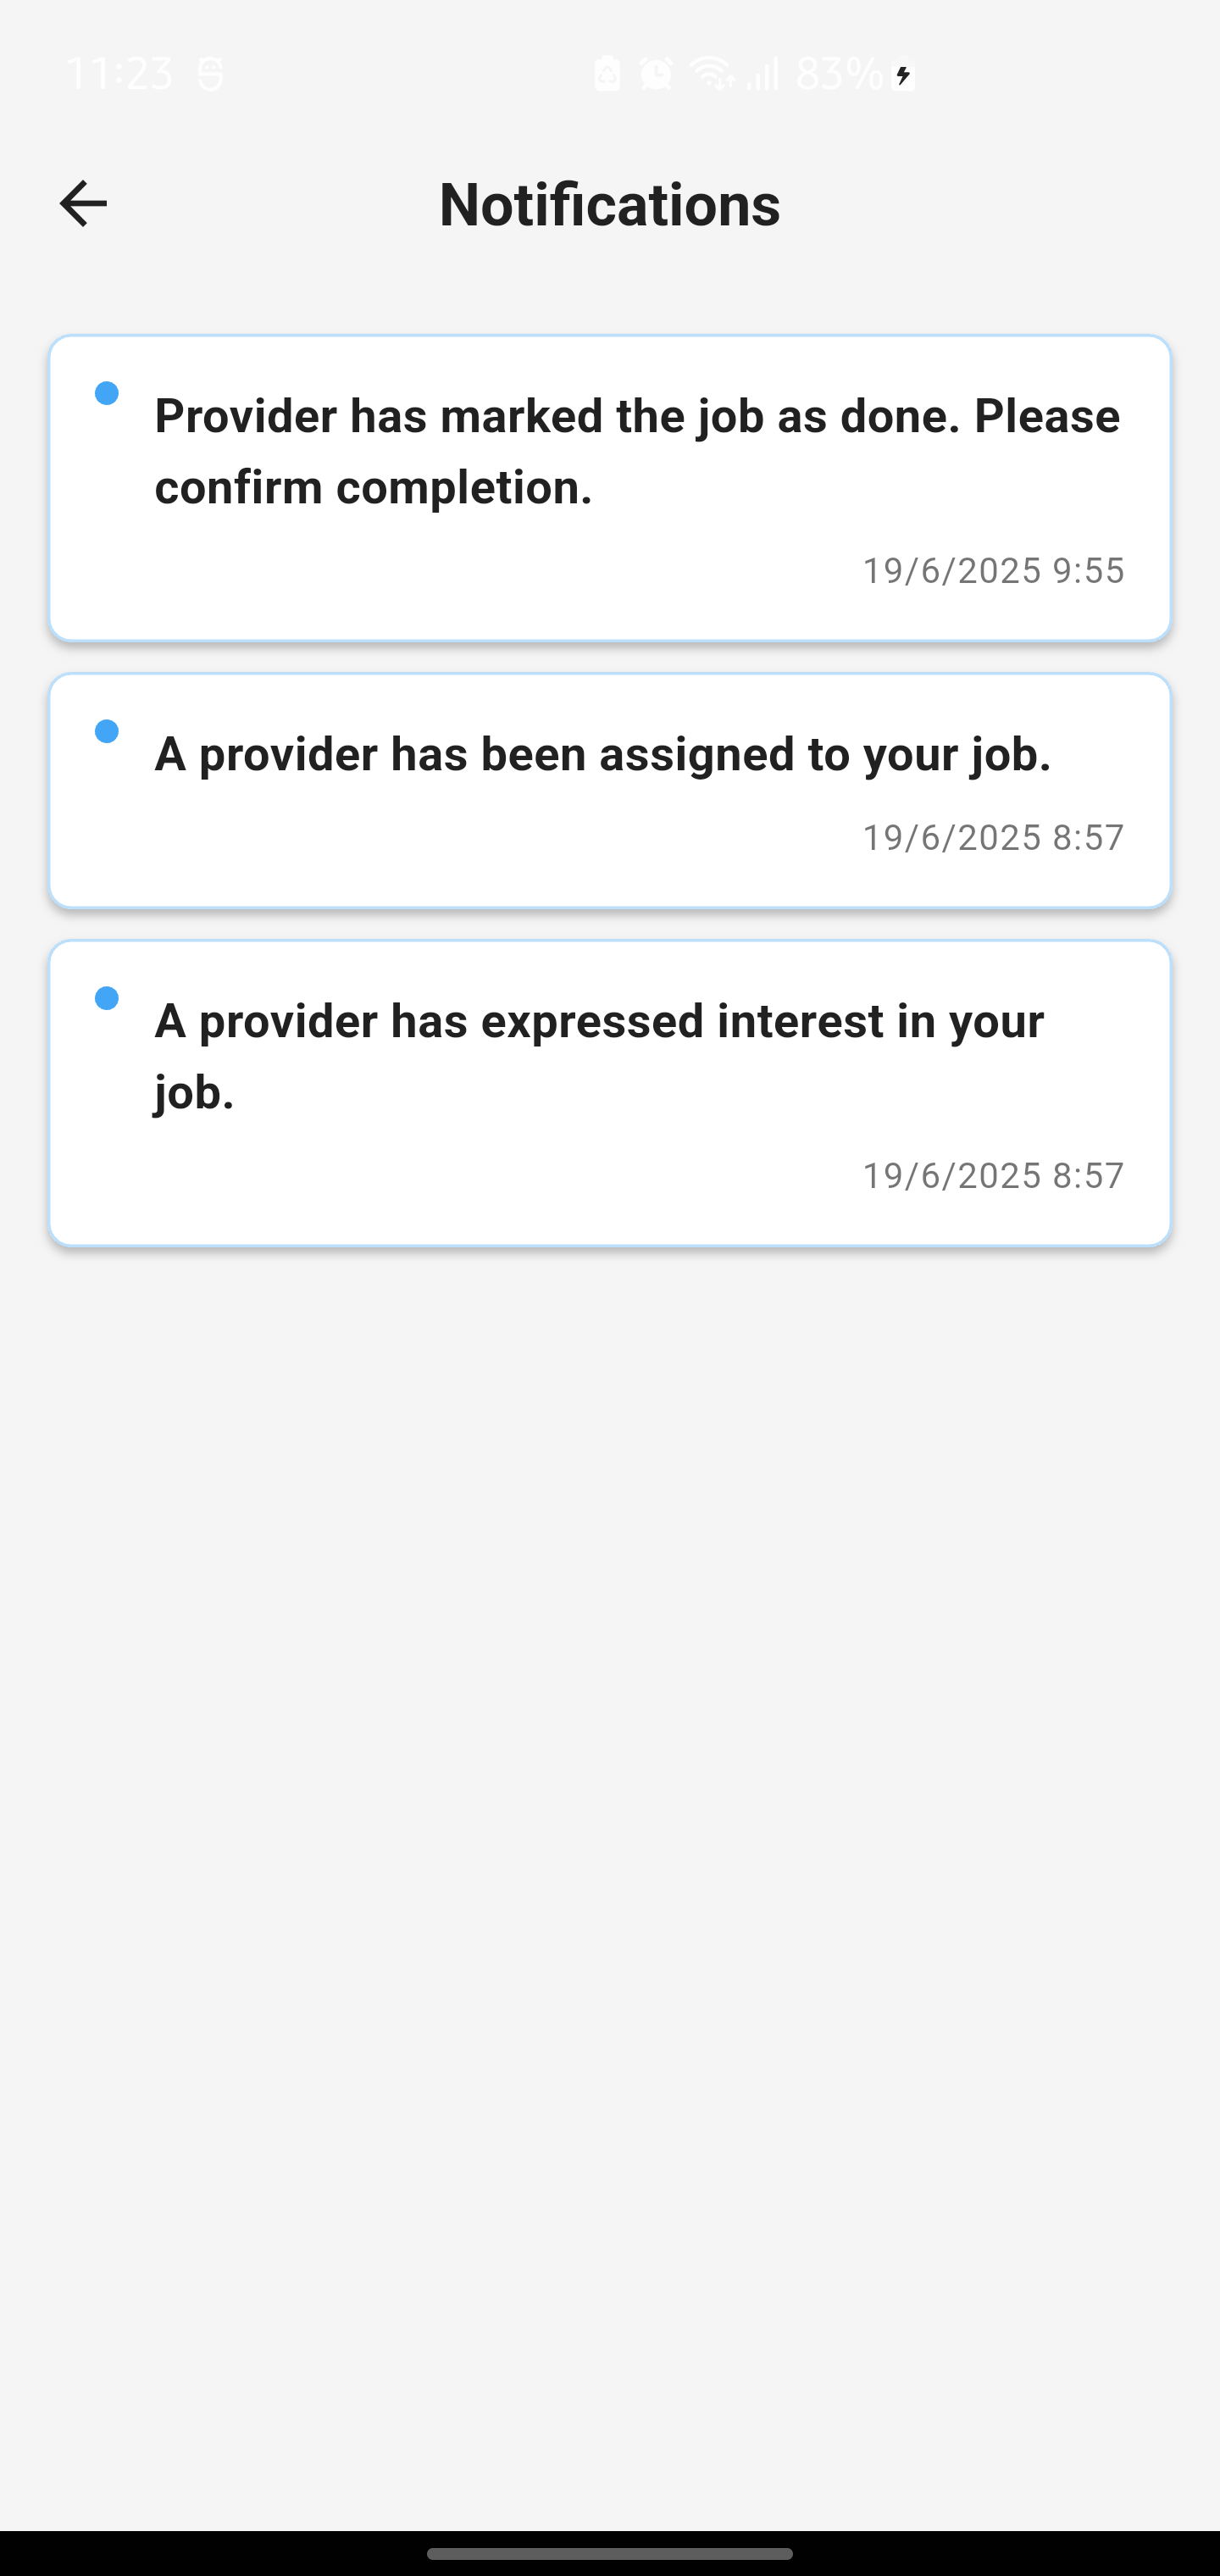 11:23
83%
Notifications
Provider has marked the job as done. Please
confirm completion.
19/6/2025 9:55
A provider has been assigned to your job.
19/6/2025 8:57
A provider has expressed interest in your
job.
19/6/2025 8:57